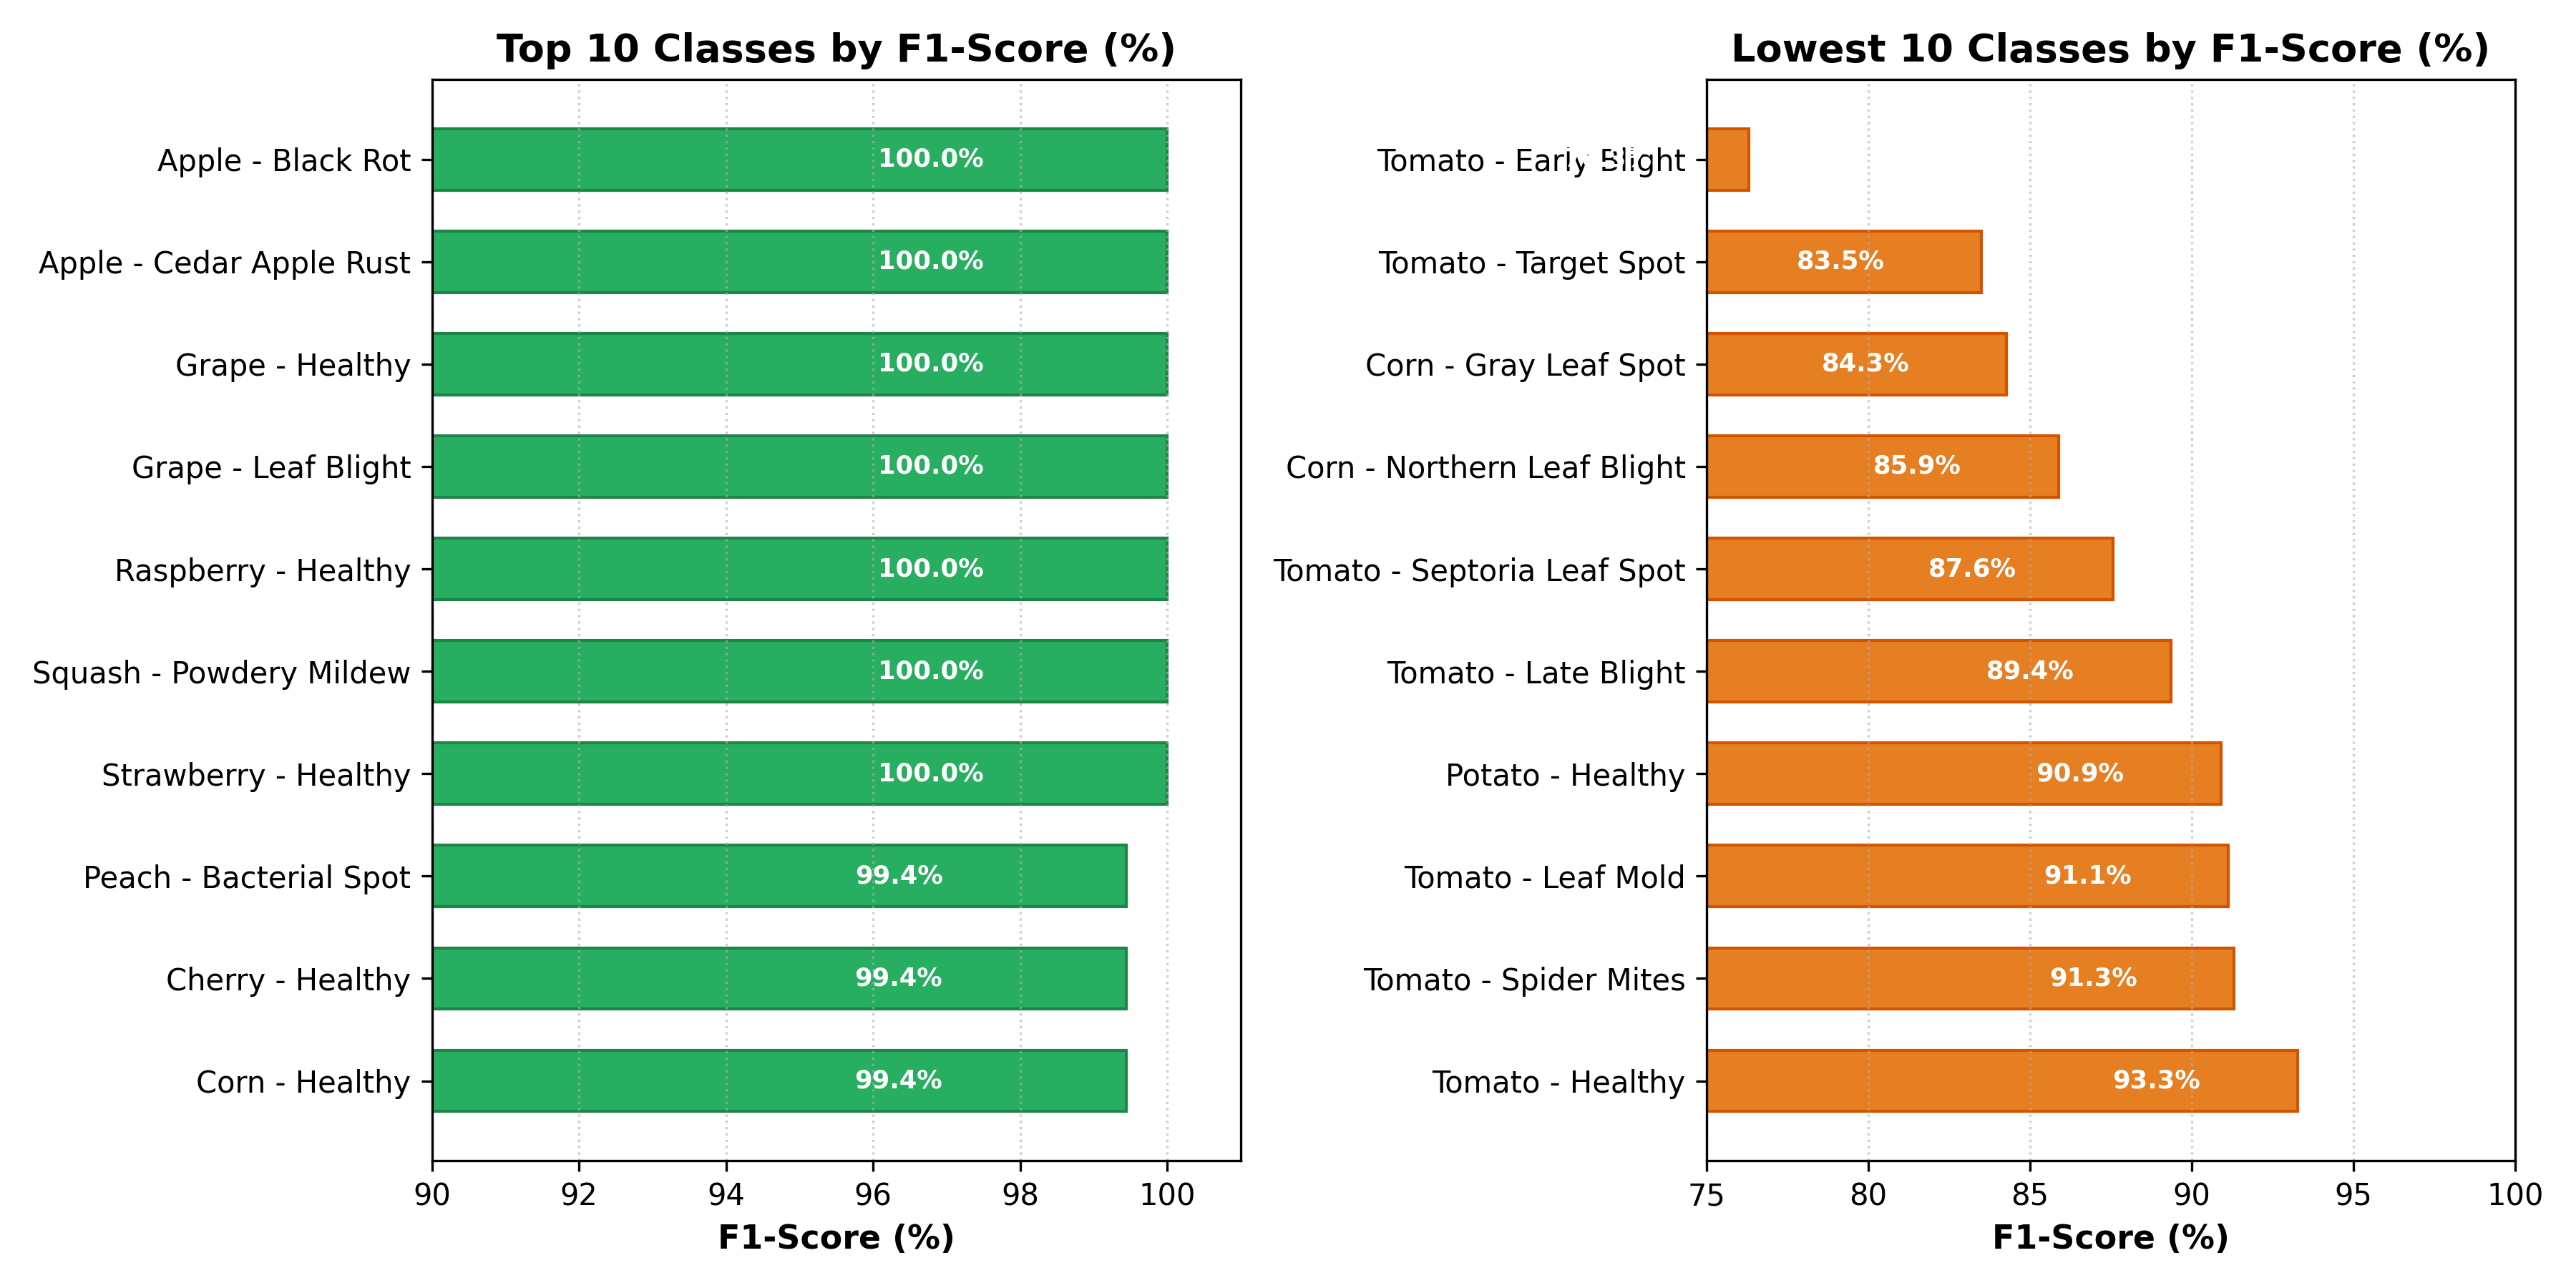 Top 10 Classes by F1-Score (%)
Apple - Black Rot
100.0%
Apple - Cedar Apple Rust
100.0%
Grape - Healthy
100.0%
Grape - Leaf Blight
100.0%
Raspberry - Healthy
100.0%
Squash - Powdery Mildew
100.0%
Strawberry - Healthy
100.0%
Peach - Bacterial Spot
99.4%
Cherry - Healthy
99.4%
Corn - Healthy
99.4%
90 92 94 96 98 100
F1-Score (%)
Lowest 10 Classes by F1-Score (%)
Tomato - Early Blight
Tomato - Target Spot
83.5%
Corn - Gray Leaf Spot
84.3%
Corn - Northern Leaf Blight
85.9%
Tomato - Septoria Leaf Spot
87.6%
Tomato - Late Blight
89.4%
Potato - Healthy
90.9%
Tomato - Leaf Mold
91.1%
Tomato - Spider Mites
91.3%
Tomato - Healthy
93.3%
75 80 85 90 95 100
F1-Score (%)